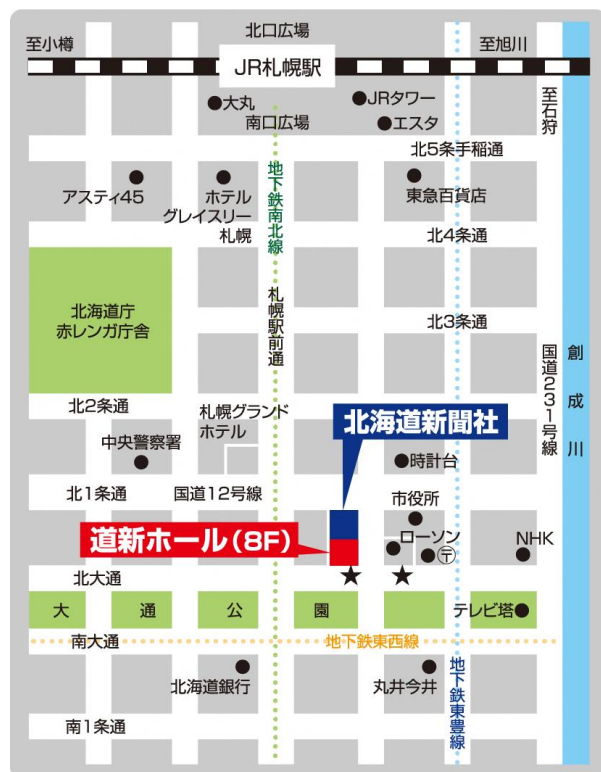 北口広場
至小樽
至旭川
JR札幌駅
大丸
JRタワー
至石狩
南口広場
エスタ
北5条手稲通
アスティ45
ホテル
グレイスリー
札幌
地下鉄南北線
東急百貨店
北4条通
札幌駅前通
北海道庁
赤レンガ庁舎
北3条通
国道231号線
創成川
北2条通
札幌グランド
ホテル
北海道新聞社
中央警察署
時計台
北1条通
国道12号線
市役所
道新ホール(8F)
ローソン
〒
NHK
北大通
★
★
大通公園
テレビ塔
南大通
地下鉄東西線
北海道銀行
丸井今井
地下鉄東豊線
南1条通